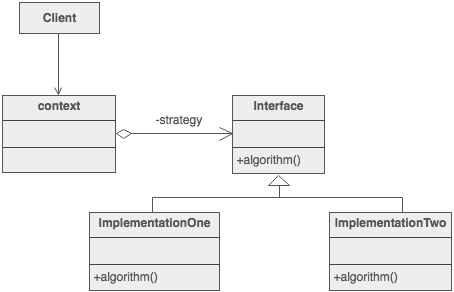 Client
context
-strategy
Interface
+algorithm()
ImplementationOne
+algorithm()
ImplementationTwo
+algorithm()